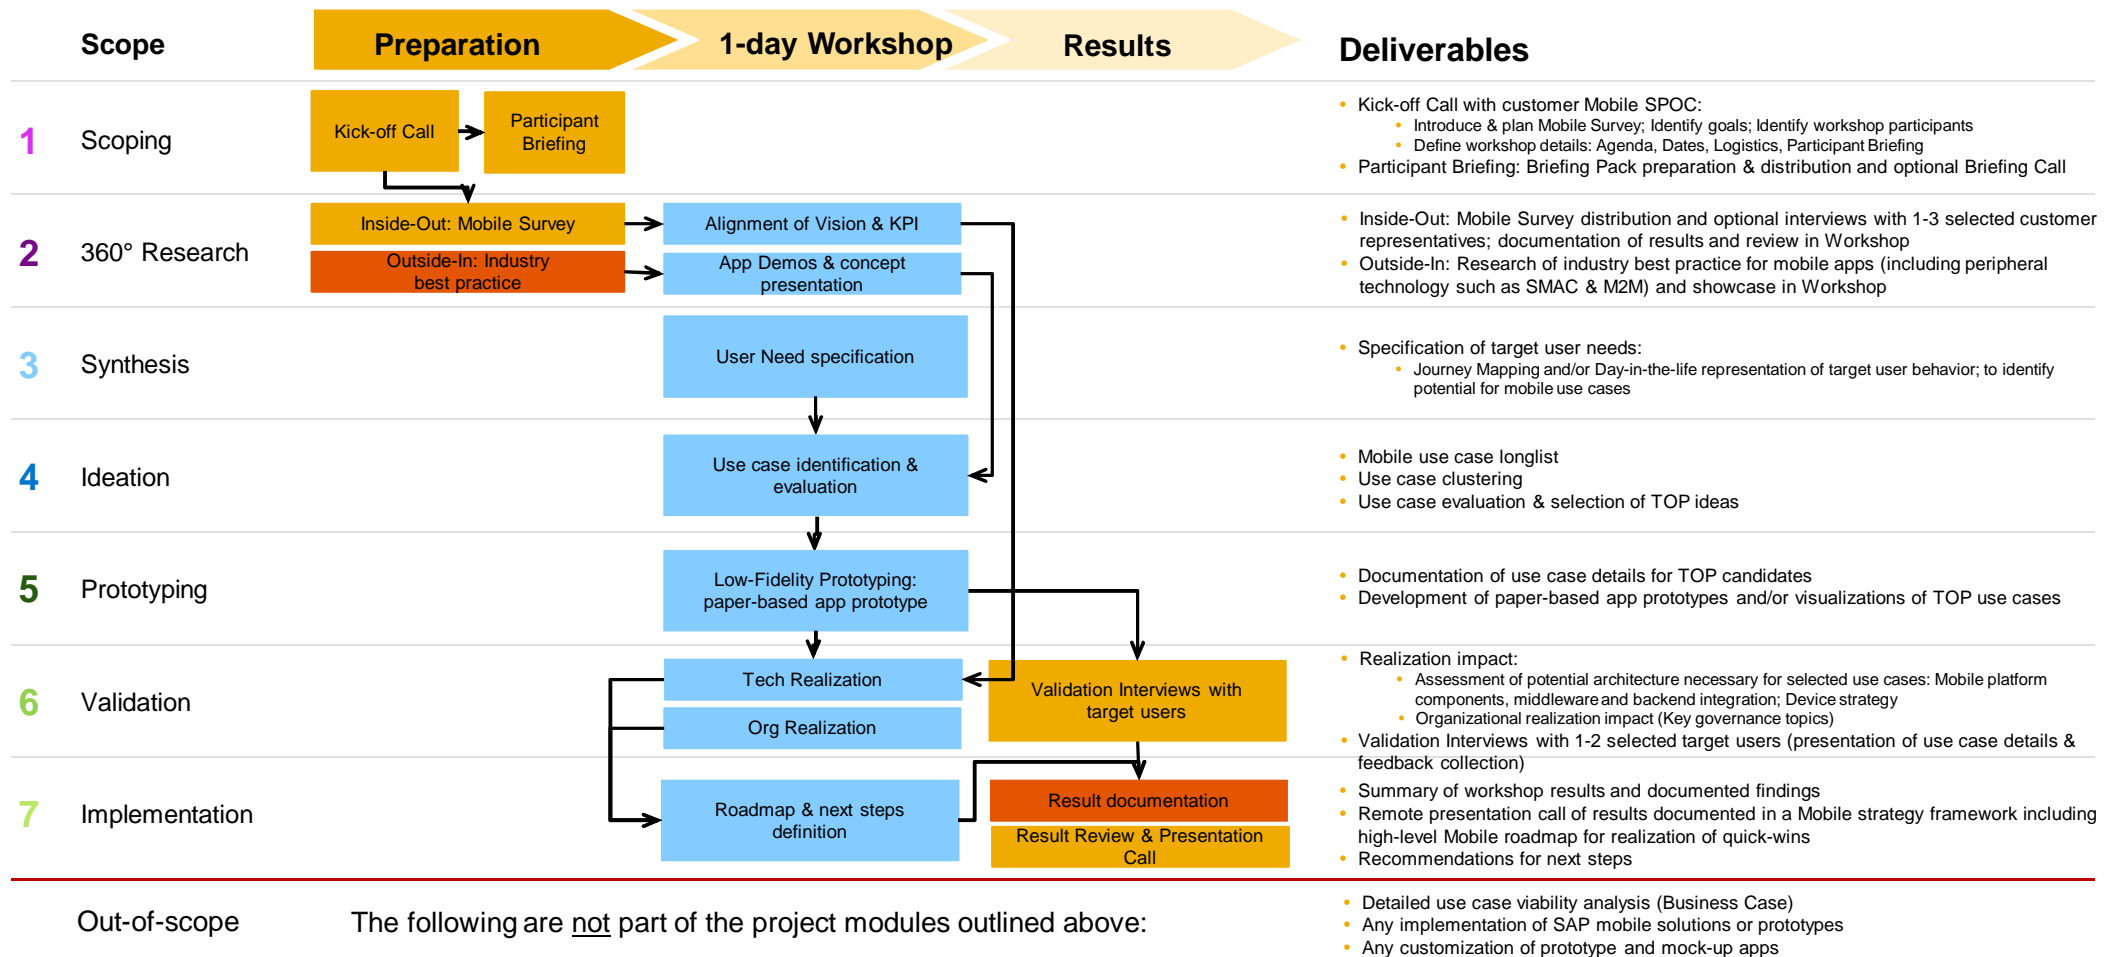 Scope
Preparation
1-day Workshop
Results
Deliverables
1
Scoping
Kick-off Call
Participant
Briefing
• Kick-off Call with customer Mobile SPOC:
• Introduce & plan Mobile Survey; Identify goals; Identify workshop participants
• Define workshop details: Agenda, Dates, Logistics, Participant Briefing
• Participant Briefing: Briefing Pack preparation & distribution and optional Briefing Call
2
360° Research
Inside-Out: Mobile Survey
Outside-In: Industry
best practice
Alignment of Vision & KPI
App Demos & concept
presentation
• Inside-Out: Mobile Survey distribution and optional interviews with 1-3 selected customer
representatives; documentation of results and review in Workshop
• Outside-In: Research of industry best practice for mobile apps (including peripheral
technology such as SMAC & M2M) and showcase in Workshop
3
Synthesis
User Need specification
• Specification of target user needs:
• Journey Mapping and/or Day-in-the-life representation of target user behavior; to identify
potential for mobile use cases
4
Ideation
Use case identification &
evaluation
• Mobile use case longlist
• Use case clustering
• Use case evaluation & selection of TOP ideas
5
Prototyping
Low-Fidelity Prototyping:
paper-based app prototype
• Documentation of use case details for TOP candidates
• Development of paper-based app prototypes and/or visualizations of TOP use cases
6
Validation
Tech Realization
Org Realization
Validation Interviews with
target users
• Realization impact:
• Assessment of potential architecture necessary for selected use cases: Mobile platform
components, middleware and backend integration; Device strategy
• Organizational realization impact (Key governance topics)
• Validation Interviews with 1-2 selected target users (presentation of use case details &
feedback collection)
7
Implementation
Roadmap & next steps
definition
Result documentation
Result Review & Presentation
Call
• Summary of workshop results and documented findings
• Remote presentation call of results documented in a Mobile strategy framework including
high-level Mobile roadmap for realization of quick-wins
• Recommendations for next steps
Out-of-scope
The following are not part of the project modules outlined above:
• Detailed use case viability analysis (Business Case)
• Any implementation of SAP mobile solutions or prototypes
• Any customization of prototype and mock-up apps